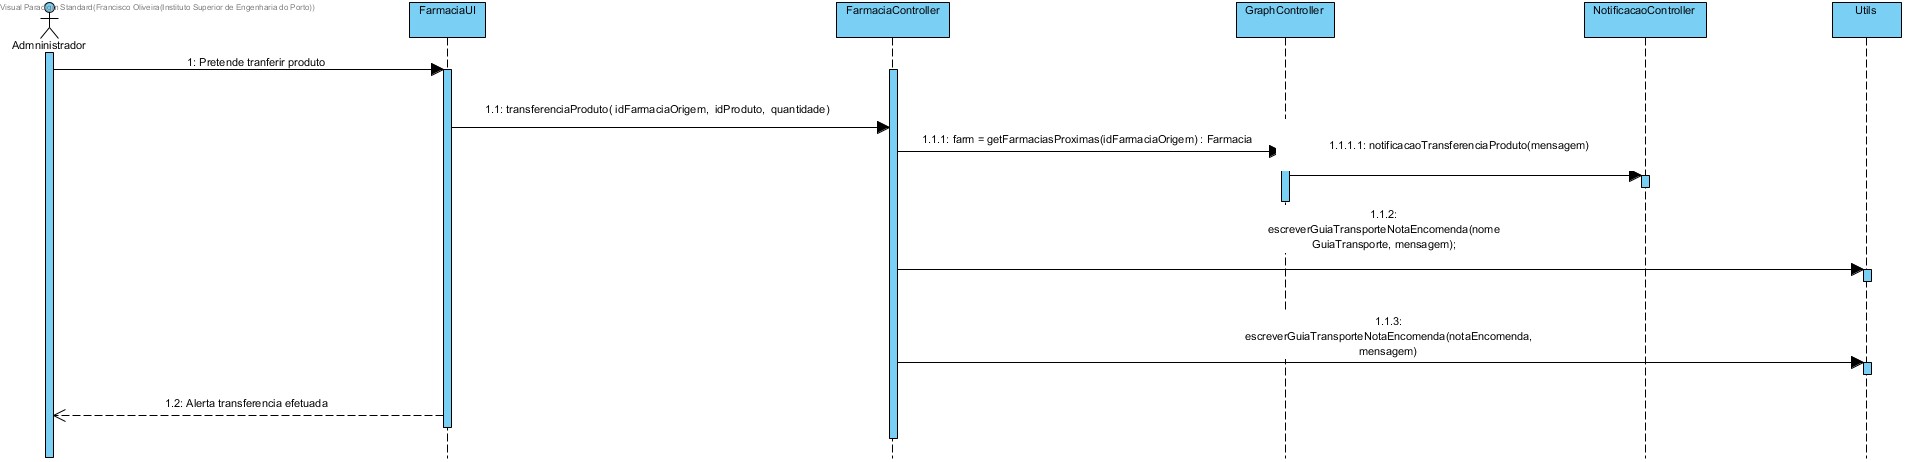 Visual Paradigm Standard(Francisco Oliveira(Instituto Superior de Engenharia do Porto))
FarmaciaUI
FarmaciaController
GraphController
NotificacaoController
Utils
Admninistrador
1: Pretende tranferir produto
1.1: transferenciaProduto( idFarmaciaOrigem, idProduto, quantidade)
1.1.1: farm = getFarmaciasProximas(idFarmaciaOrigem) : Farmacia
1.1.1.1: notificacaoTransferenciaProduto(mensagem)
1.1.2:
escreverGuiaTransporteNotaEncomenda(nome
GuiaTransporte, mensagem);
1.1.3:
escreverGuiaTransporteNotaEncomenda(notaEncomenda,
mensagem)
1.2: Alerta transferencia efetuada